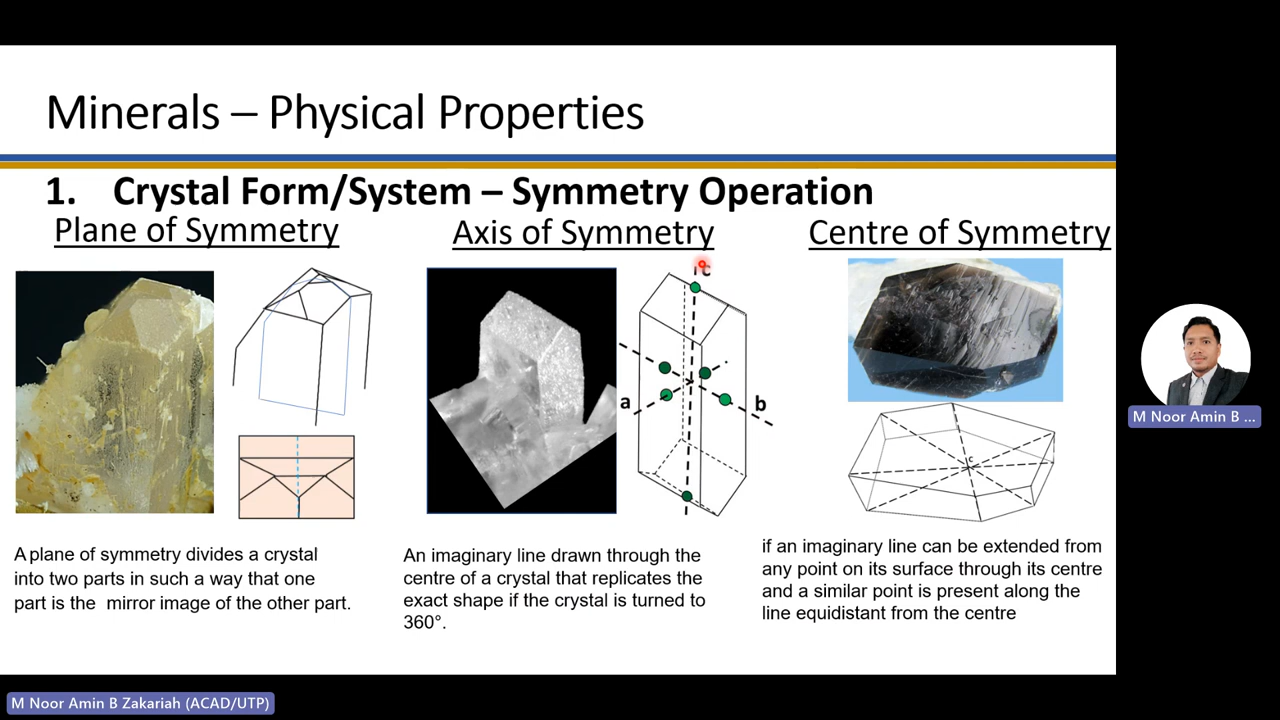 Minerals – Physical Properties
1. Crystal Form/System – Symmetry Operation
Plane of Symmetry
Axis of Symmetry
Centre of Symmetry
c
a
b
c
A plane of symmetry divides a crystal
into two parts in such a way that one
part is the mirror image of the other part.
An imaginary line drawn through the
centre of a crystal that replicates the
exact shape if the crystal is turned to
360°.
if an imaginary line can be extended from
any point on its surface through its centre
and a similar point is present along the
line equidistant from the centre
M Noor Amin B ...
M Noor Amin B Zakariah (ACAD/UTP)